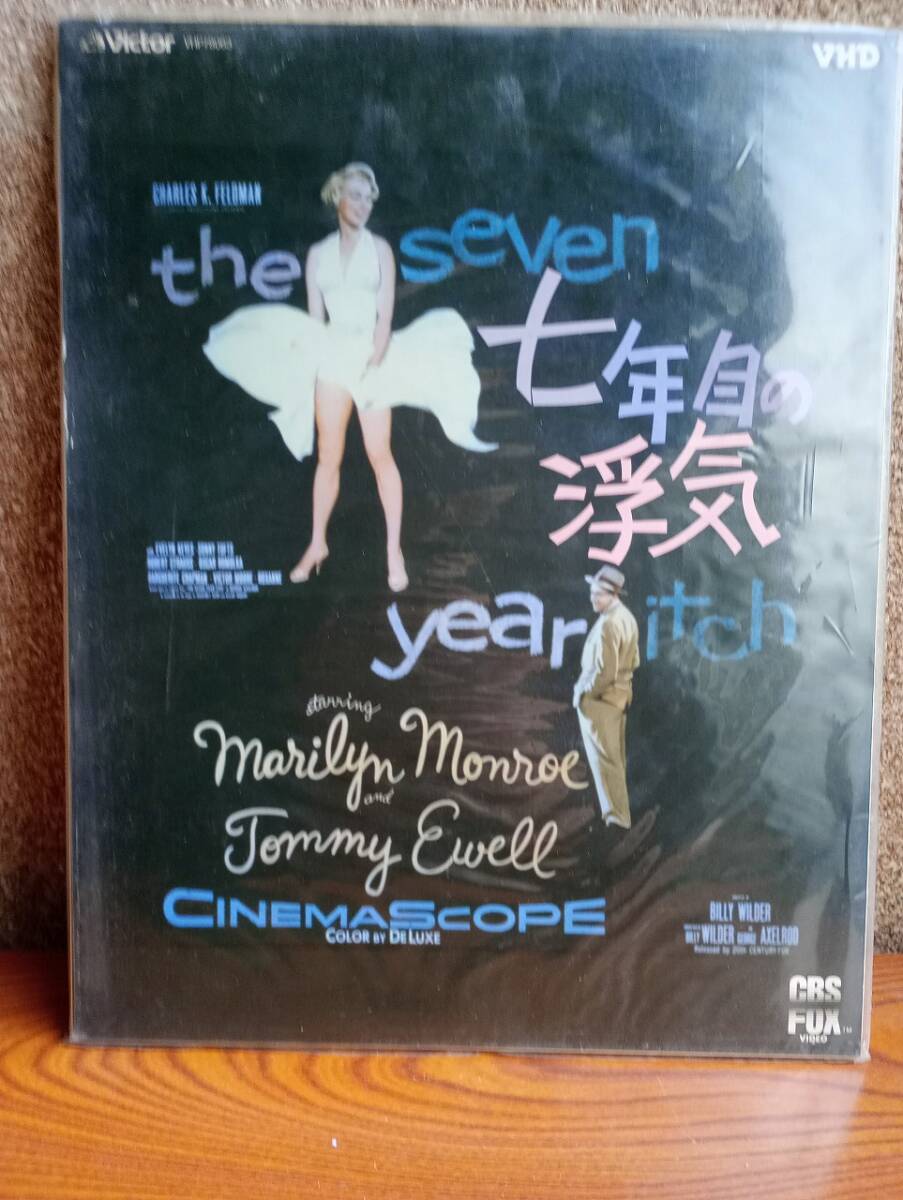 Victor
VHD
CHARLES K. FELDMAN
the seven
七年目の
浮気
year itch
starring
Marilyn Monroe
and
Tommy Ewell
CINEMASCOPE
COLOR BY DE LUXE
BILLY WILDER
BILLY WILDER GEORGE AXELROD
Released by 20th CENTURY-FOX
CBS
FOX
VIDEO